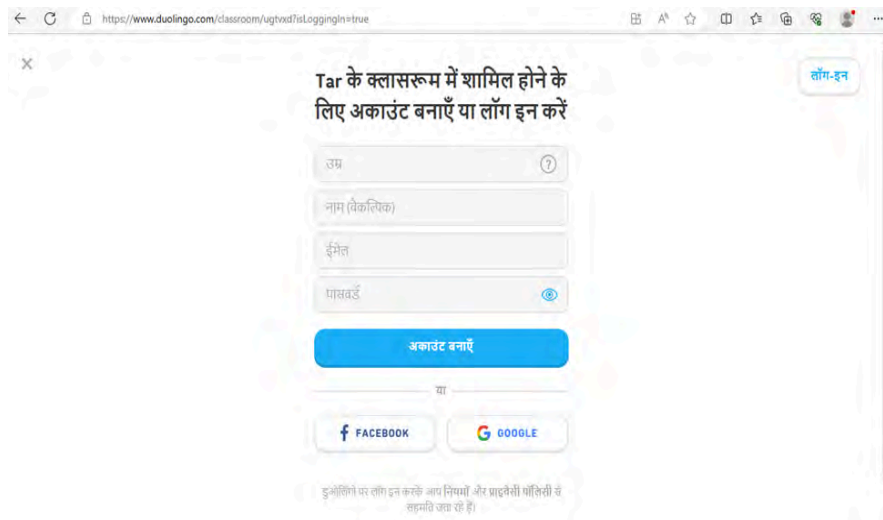 https://www.duolingo.com/classroom/ugtvxd?isLoggingIn=true
लॉग-इन
Tar के क्लासरूम में शामिल होने के
लिए अकाउंट बनाएँ या लॉग इन करें
उम्र
नाम (वैकल्पिक)
ईमेल
पासवर्ड
अकाउंट बनाएँ
या
FACEBOOK
GOOGLE
डुओलिंगो पर लॉग इन करके आप नियमों और प्राइवैसी पॉलिसी से
सहमति जता रहे हैं।